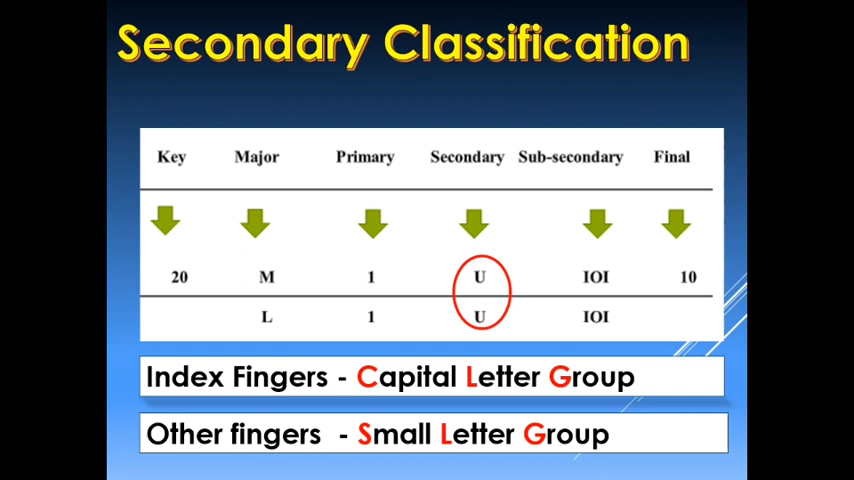 Secondary Classification
Key Major Primary Secondary Sub-secondary Final
20 M 1 U IOI 10
L 1 U IOI
Index Fingers - Capital Letter Group
Other fingers - Small Letter Group